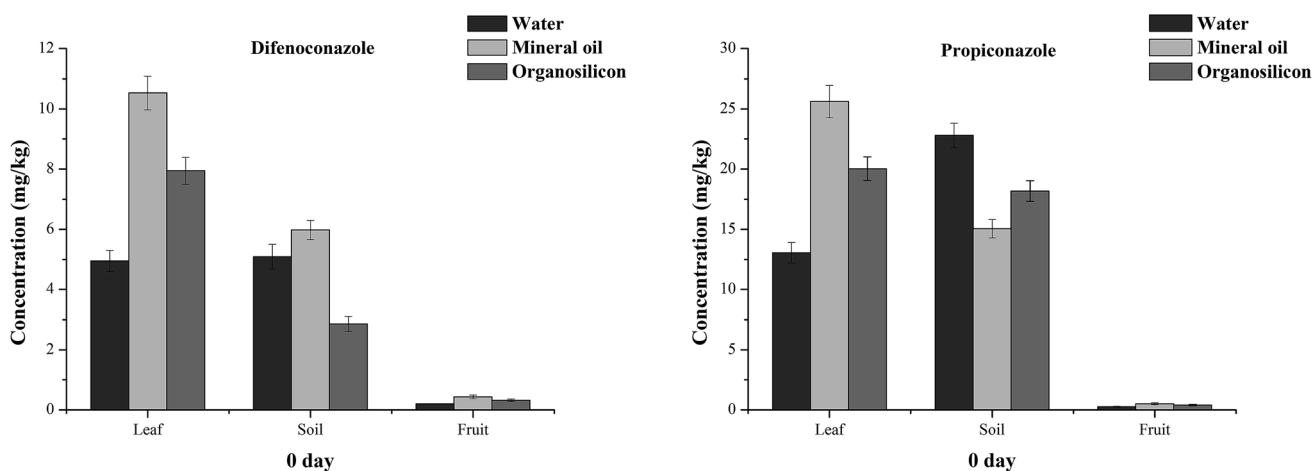 Difenoconazole
Water
Mineral oil
Organosilicon
Concentration (mg/kg)
12
10
8
6
4
2
0
Leaf Soil Fruit
0 day
Propiconazole
Water
Mineral oil
Organosilicon
Concentration (mg/kg)
30
25
20
15
10
5
0
Leaf Soil Fruit
0 day